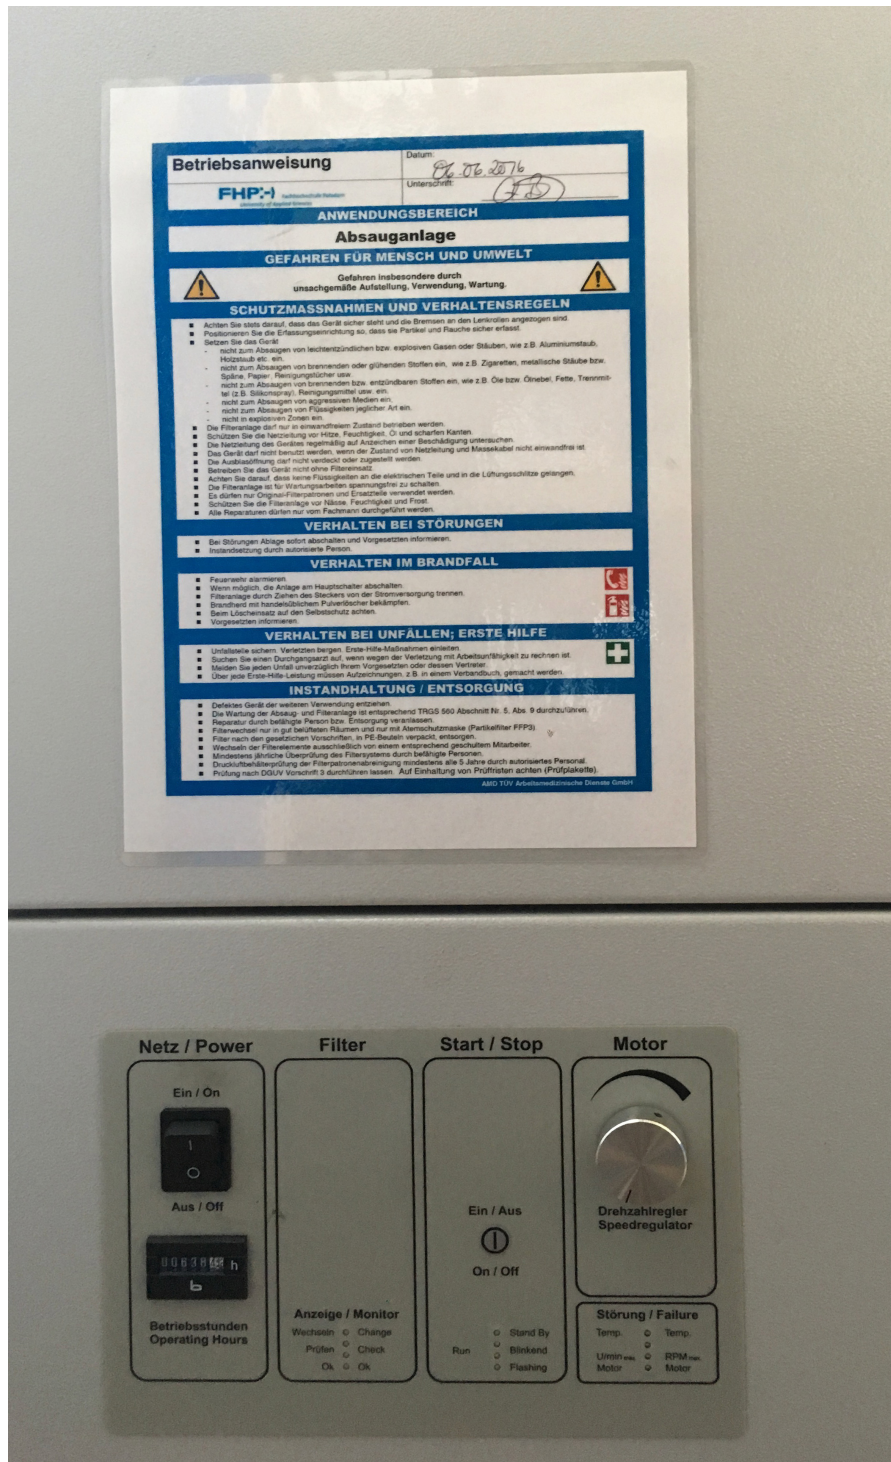 Betriebsanweisung
Datum:
06.06.2016
FHP:-) Fachhochschule Potsdam
University of Applied Sciences
Unterschrift:
ANWENDUNGSBEREICH
Absauganlage
GEFAHREN FÜR MENSCH UND UMWELT
Gefahren insbesondere durch
unsachgemäße Aufstellung, Verwendung, Wartung.
SCHUTZMASSNAHMEN UND VERHALTENSREGELN
Achten Sie stets darauf, dass das Gerät sicher steht und die Bremsen an den Lenkrollen angezogen sind.
Positionieren Sie die Erfassungseinrichtung so, dass sie Partikel und Rauche sicher erfasst.
Setzen Sie das Gerät
- nicht zum Absaugen von leichtentzündlichen bzw. explosiven Gasen oder Stäuben, wie z.B. Aluminiumstaub,
Holzstaub etc. ein.
- nicht zum Absaugen von brennenden oder glühenden Stoffen ein, wie z.B. Zigaretten, metallische Stäube bzw.
Späne, Papier, Reinigungstücher usw.
- nicht zum Absaugen von brennenden bzw. entzündbaren Stoffen ein, wie z.B. Öle bzw. Ölnebel, Fette, Trennmit-
tel (z.B. Silikonspray), Reinigungsmittel usw. ein.
- nicht zum Absaugen von aggressiven Medien ein,
- nicht zum Absaugen von Flüssigkeiten jeglicher Art ein,
- nicht in explosiven Zonen ein.
Die Filteranlage darf nur in einwandfreiem Zustand betrieben werden.
Schützen Sie die Netzleitung vor Hitze, Feuchtigkeit, Öl und scharfen Kanten.
Die Netzleitung des Gerätes regelmäßig auf Anzeichen einer Beschädigung untersuchen.
Das Gerät darf nicht benutzt werden, wenn der Zustand von Netzleitung und Massekabel nicht einwandfrei ist.
Die Ausblasöffnung darf nicht verdeckt oder zugestellt werden.
Betreiben Sie das Gerät nicht ohne Filtereinsatz.
Achten Sie darauf, dass keine Flüssigkeiten an die elektrischen Teile und in die Lüftungsschlitze gelangen.
Die Filteranlage ist für Wartungsarbeiten spannungsfrei zu schalten.
Es dürfen nur Original-Filterpatronen und Ersatzteile verwendet werden.
Schützen Sie die Filteranlage vor Nässe, Feuchtigkeit und Frost.
Alle Reparaturen dürfen nur vom Fachmann durchgeführt werden.
VERHALTEN BEI STÖRUNGEN
Bei Störungen Ablage sofort abschalten und Vorgesetzten informieren.
Instandsetzung durch autorisierte Person.
VERHALTEN IM BRANDFALL
Feuerwehr alarmieren
Wenn möglich, die Anlage am Hauptschalter abschalten.
Filteranlage durch Ziehen des Steckers von der Stromversorgung trennen.
Brandherd mit handelsüblichem Pulverlöscher bekämpfen.
Beim Löscheinsatz auf den Selbstschutz achten.
Vorgesetzten informieren.
VERHALTEN BEI UNFÄLLEN; ERSTE HILFE
Unfallstelle sichern. Verletzten bergen. Erste-Hilfe-Maßnahmen einleiten.
Suchen Sie einen Durchgangsarzt auf, wenn wegen der Verletzung mit Arbeitsunfähigkeit zu rechnen ist.
Melden Sie jeden Unfall unverzüglich Ihrem Vorgesetzten oder dessen Vertreter.
Über jede Erste-Hilfe-Leistung müssen Aufzeichnungen, z.B. in einem Verbandbuch, gemacht werden.
INSTANDHALTUNG / ENTSORGUNG
Defektes Gerät der weiteren Verwendung entziehen.
Die Wartung der Absaug- und Filteranlage ist entsprechend TRGS 560 Abschnitt Nr. 5, Abs. 9 durchzuführen.
Reparatur durch befähigte Person bzw. Entsorgung veranlassen.
Filterwechsel nur in gut belüfteten Räumen und nur mit Atemschutzmaske (Partikelfilter FFP3)
Filter nach den gesetzlichen Vorschriften, in PE-Beuteln verpackt, entsorgen.
Wechseln der Filterelemente ausschließlich von einem entsprechend geschultem Mitarbeiter.
Mindestens jährliche Überprüfung des Filtersystems durch befähigte Personen.
Druckluftbehälterprüfung der Filterpatronenabreinigung mindestens alle 5 Jahre durch autorisiertes Personal.
Prüfung nach DGUV Vorschrift 3 durchführen lassen. Auf Einhaltung von Prüffristen achten (Prüfplakette).
AMD TÜV Arbeitsmedizinische Dienste GmbH
Netz / Power
Ein / On
I
O
Aus / Off
h
Betriebsstunden
Operating Hours
Filter
Anzeige / Monitor
Wechseln Change
Prüfen Check
Ok Ok
Start / Stop
Ein / Aus
On / Off
Stand By
Run Blinkend
Flashing
Motor
Drehzahlregler
Speedregulator
Störung / Failure
Temp. Temp.
U/min min. RPM min.
Motor Motor